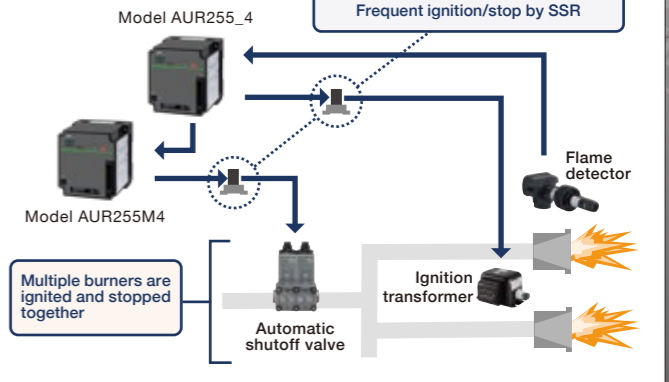 Model AUR255_4
Frequent ignition/stop by SSR
Flame
detector
Model AUR255M4
Multiple burners are
ignited and stopped
together
Ignition
transformer
Automatic
shutoff valve